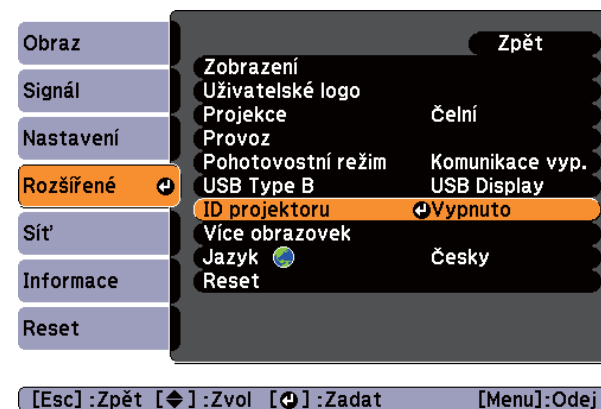 Obraz
Signál
Nastavení
Rozšířené
Síť
Informace
Reset
Zpět
Zobrazení
Uživatelské logo
Projekce Čelní
Provoz
Pohotovostní režim Komunikace vyp.
USB Type B USB Display
ID projektoru Vypnuto
Více obrazovek
Jazyk Česky
Reset
[Esc] :Zpět [◆] :Zvol [↵] :Zadat [Menu]:Odej